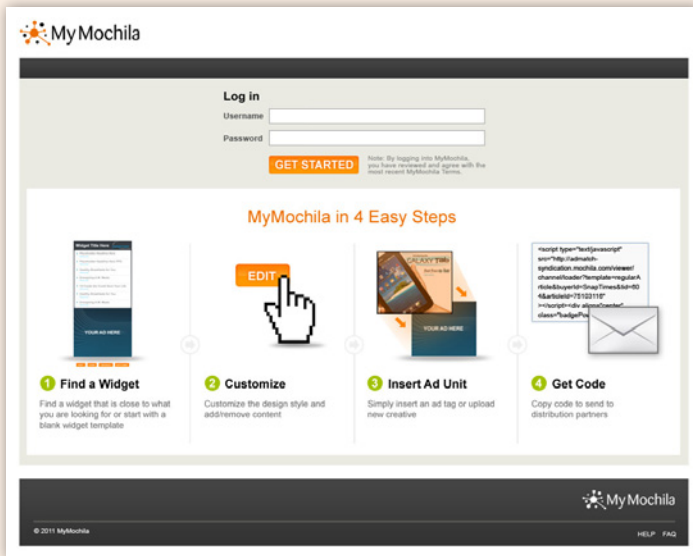 MyMochila
Log in
Username
Password
GET STARTED
Note: By logging into MyMochila,
you have reviewed and agree with the
most recent MyMochila Terms.
MyMochila in 4 Easy Steps
Widget Title Here
YOUR AD HERE
EDIT
GALAXY Tab
YOUR AD HERE
<script type="text/javascript"
src="http://admatch-
syndication.mochila.com/viewer/
channel/loader?template=regularA
rticle&buyerId=SnapTimes&tid=80
4&articleId=75103116"
></script><div align="center"
1 Find a Widget
Find a widget that is close to what
you are looking for or start with a
blank widget template
2 Customize
Customize the design style and
add/remove content
3 Insert Ad Unit
Simply insert an ad tag or upload
new creative
4 Get Code
Copy code to send to
distribution partners
MyMochila
© 2011 MyMochila
HELP FAQ